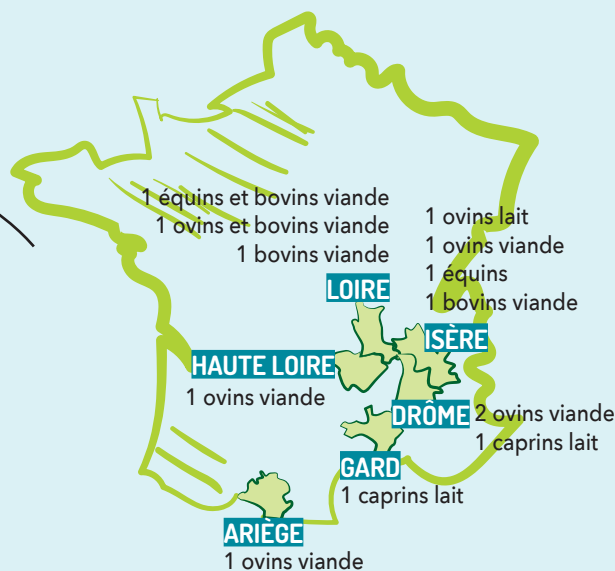 1 équins et bovins viande
1 ovins et bovins viande
1 bovins viande
LOIRE
1 ovins lait
1 ovins viande
1 équins
1 bovins viande
ISÈRE
HAUTE LOIRE
1 ovins viande
DRÔME 2 ovins viande
1 caprins lait
GARD
1 caprins lait
ARIÈGE
1 ovins viande